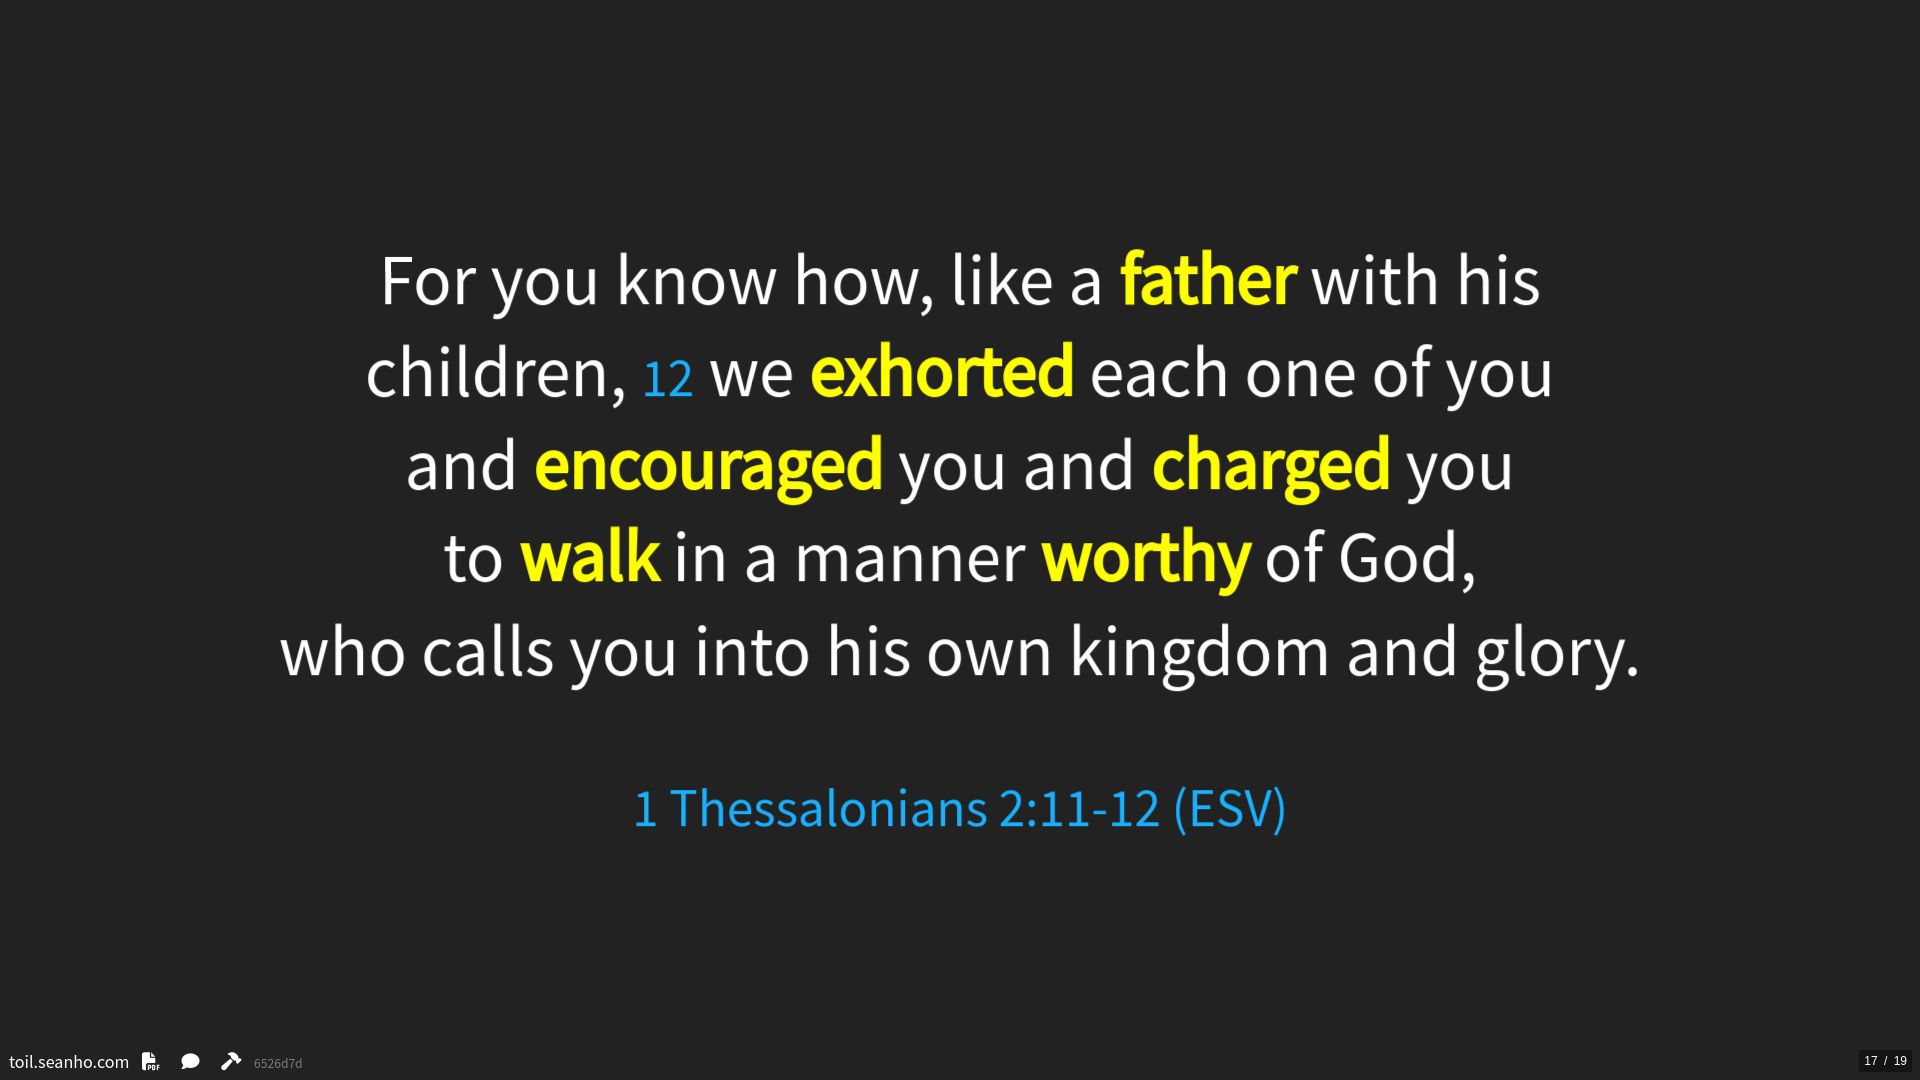 For you know how, like a father with his
children, 12 we exhorted each one of you
and encouraged you and charged you
to walk in a manner worthy of God,
who calls you into his own kingdom and glory.
1 Thessalonians 2:11-12 (ESV)
toil.seanho.com PDF 6526d7d
17 / 19